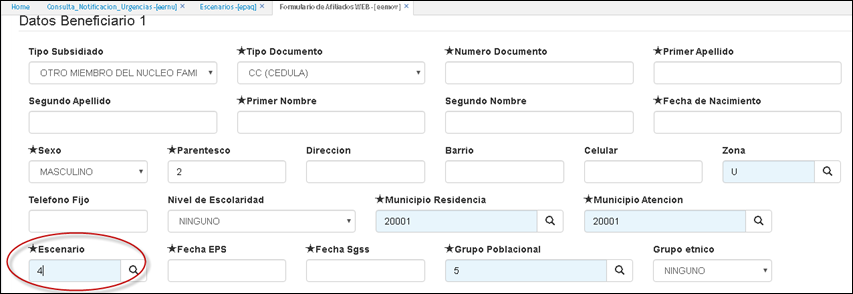 Home Consulta_Notificacion_Urgencias -[aernu] × Escenarios -[epaq] × Formulario de Afiliados WEB -[aemov] ×
Datos Beneficiario 1
Tipo Subsidiado ★Tipo Documento ★Numero Documento ★Primer Apellido
OTRO MIEMBRO DEL NUCLEO FAMI CC (CEDULA)
Segundo Apellido ★Primer Nombre Segundo Nombre ★Fecha de Nacimiento
★Sexo ★Parentesco Direccion Barrio Celular Zona
MASCULINO 2 U
Telefono Fijo Nivel de Escolaridad ★Municipio Residencia ★Municipio Atencion
NINGUNO 20001 20001
★Escenario ★Fecha EPS ★Fecha Sgss ★Grupo Poblacional Grupo etnico
4 5 NINGUNO